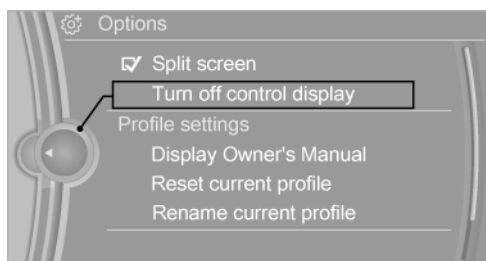 Options
Split screen
Turn off control display
Profile settings
Display Owner's Manual
Reset current profile
Rename current profile